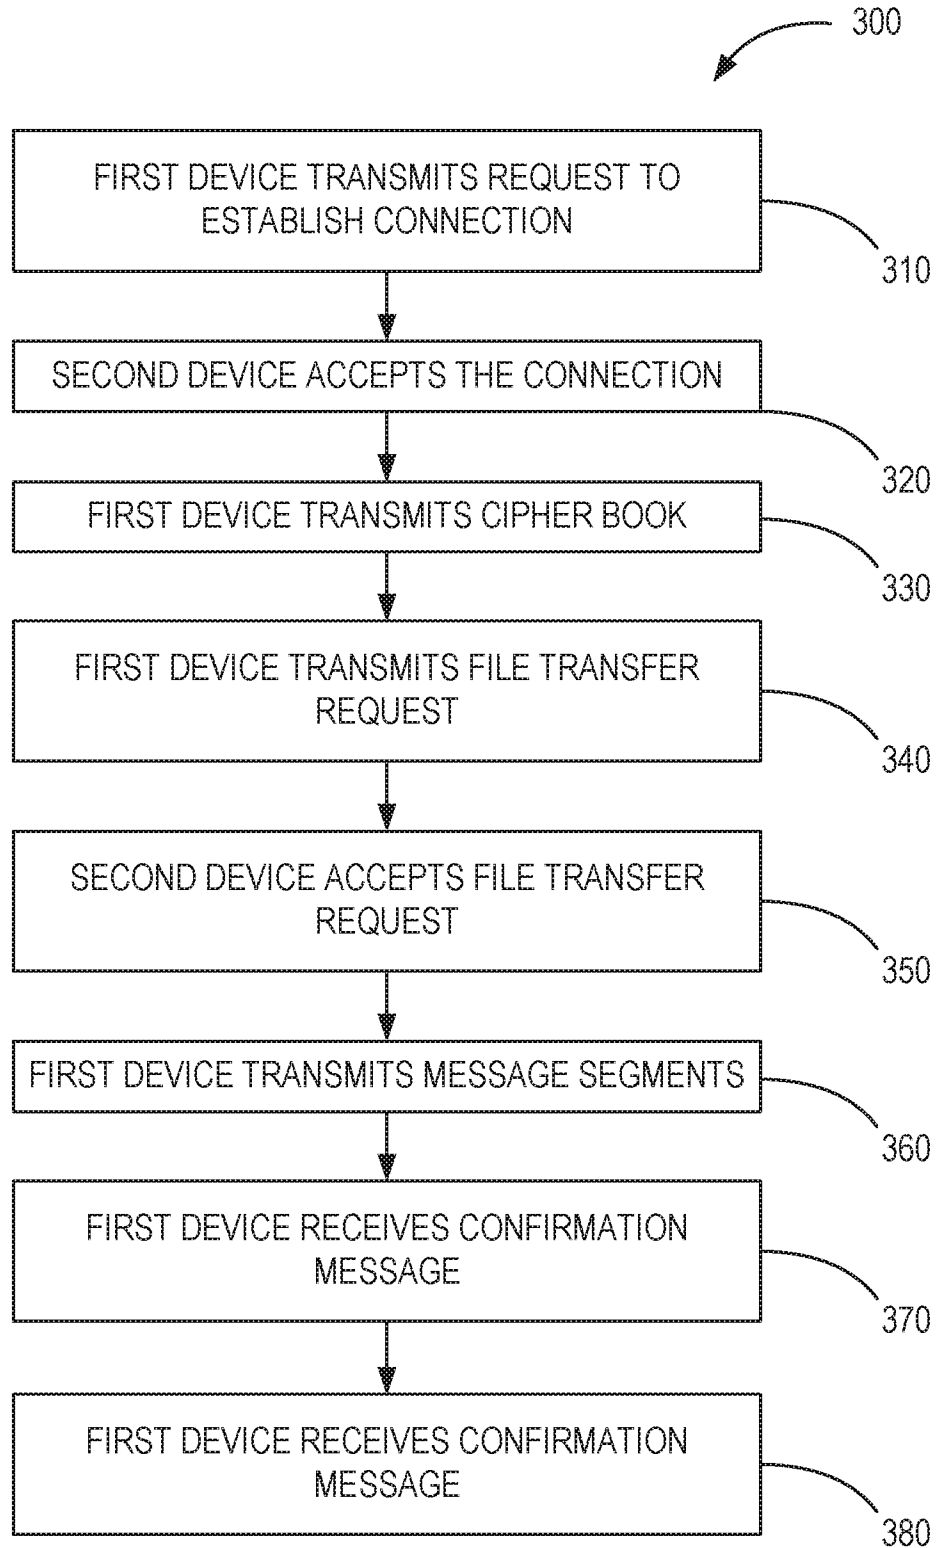 300
FIRST DEVICE TRANSMITS REQUEST TO
ESTABLISH CONNECTION
310
SECOND DEVICE ACCEPTS THE CONNECTION
320
FIRST DEVICE TRANSMITS CIPHER BOOK
330
FIRST DEVICE TRANSMITS FILE TRANSFER
REQUEST
340
SECOND DEVICE ACCEPTS FILE TRANSFER
REQUEST
350
FIRST DEVICE TRANSMITS MESSAGE SEGMENTS
360
FIRST DEVICE RECEIVES CONFIRMATION
MESSAGE
370
FIRST DEVICE RECEIVES CONFIRMATION
MESSAGE
380